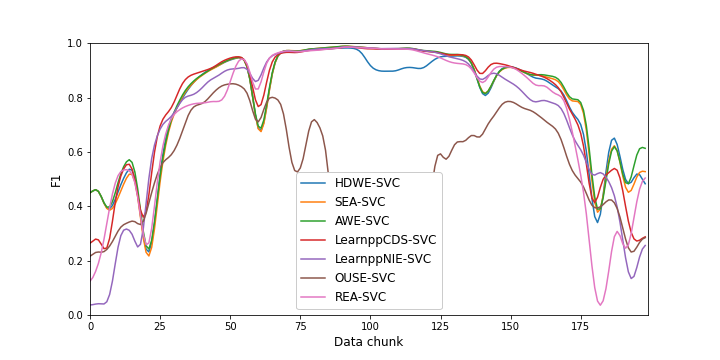 1.0
0.8
0.6
0.4
0.2
0.0
F1
HDWE-SVC
SEA-SVC
AWE-SVC
LearnppCDS-SVC
LearnppNIE-SVC
OUSE-SVC
REA-SVC
0 25 50 75 100 125 150 175
Data chunk